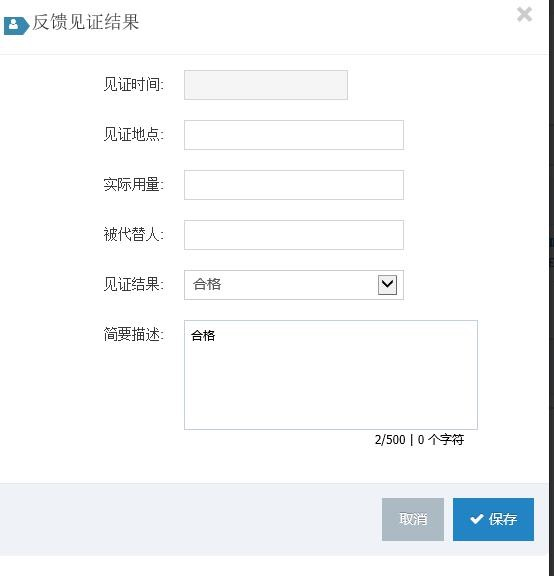 反馈见证结果
见证时间:
见证地点:
实际用量:
被代替人:
见证结果: 合格
简要描述: 合格
2/500 | 0 个字符
取消 保存